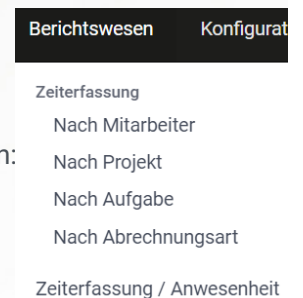 Berichtswesen Konfigurat
Zeiterfassung
Nach Mitarbeiter
n:
Nach Projekt
Nach Aufgabe
Nach Abrechnungsart
Zeiterfassung / Anwesenheit